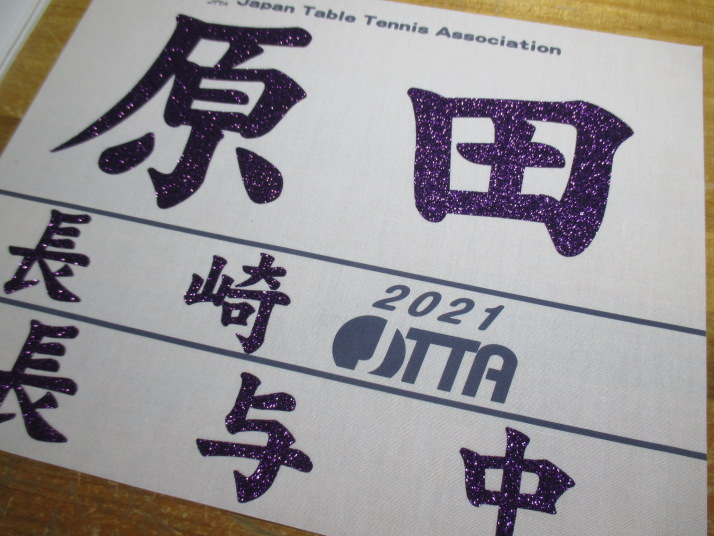 Japan Table Tennis Association
原田
長崎
2021
JTTA
長与中